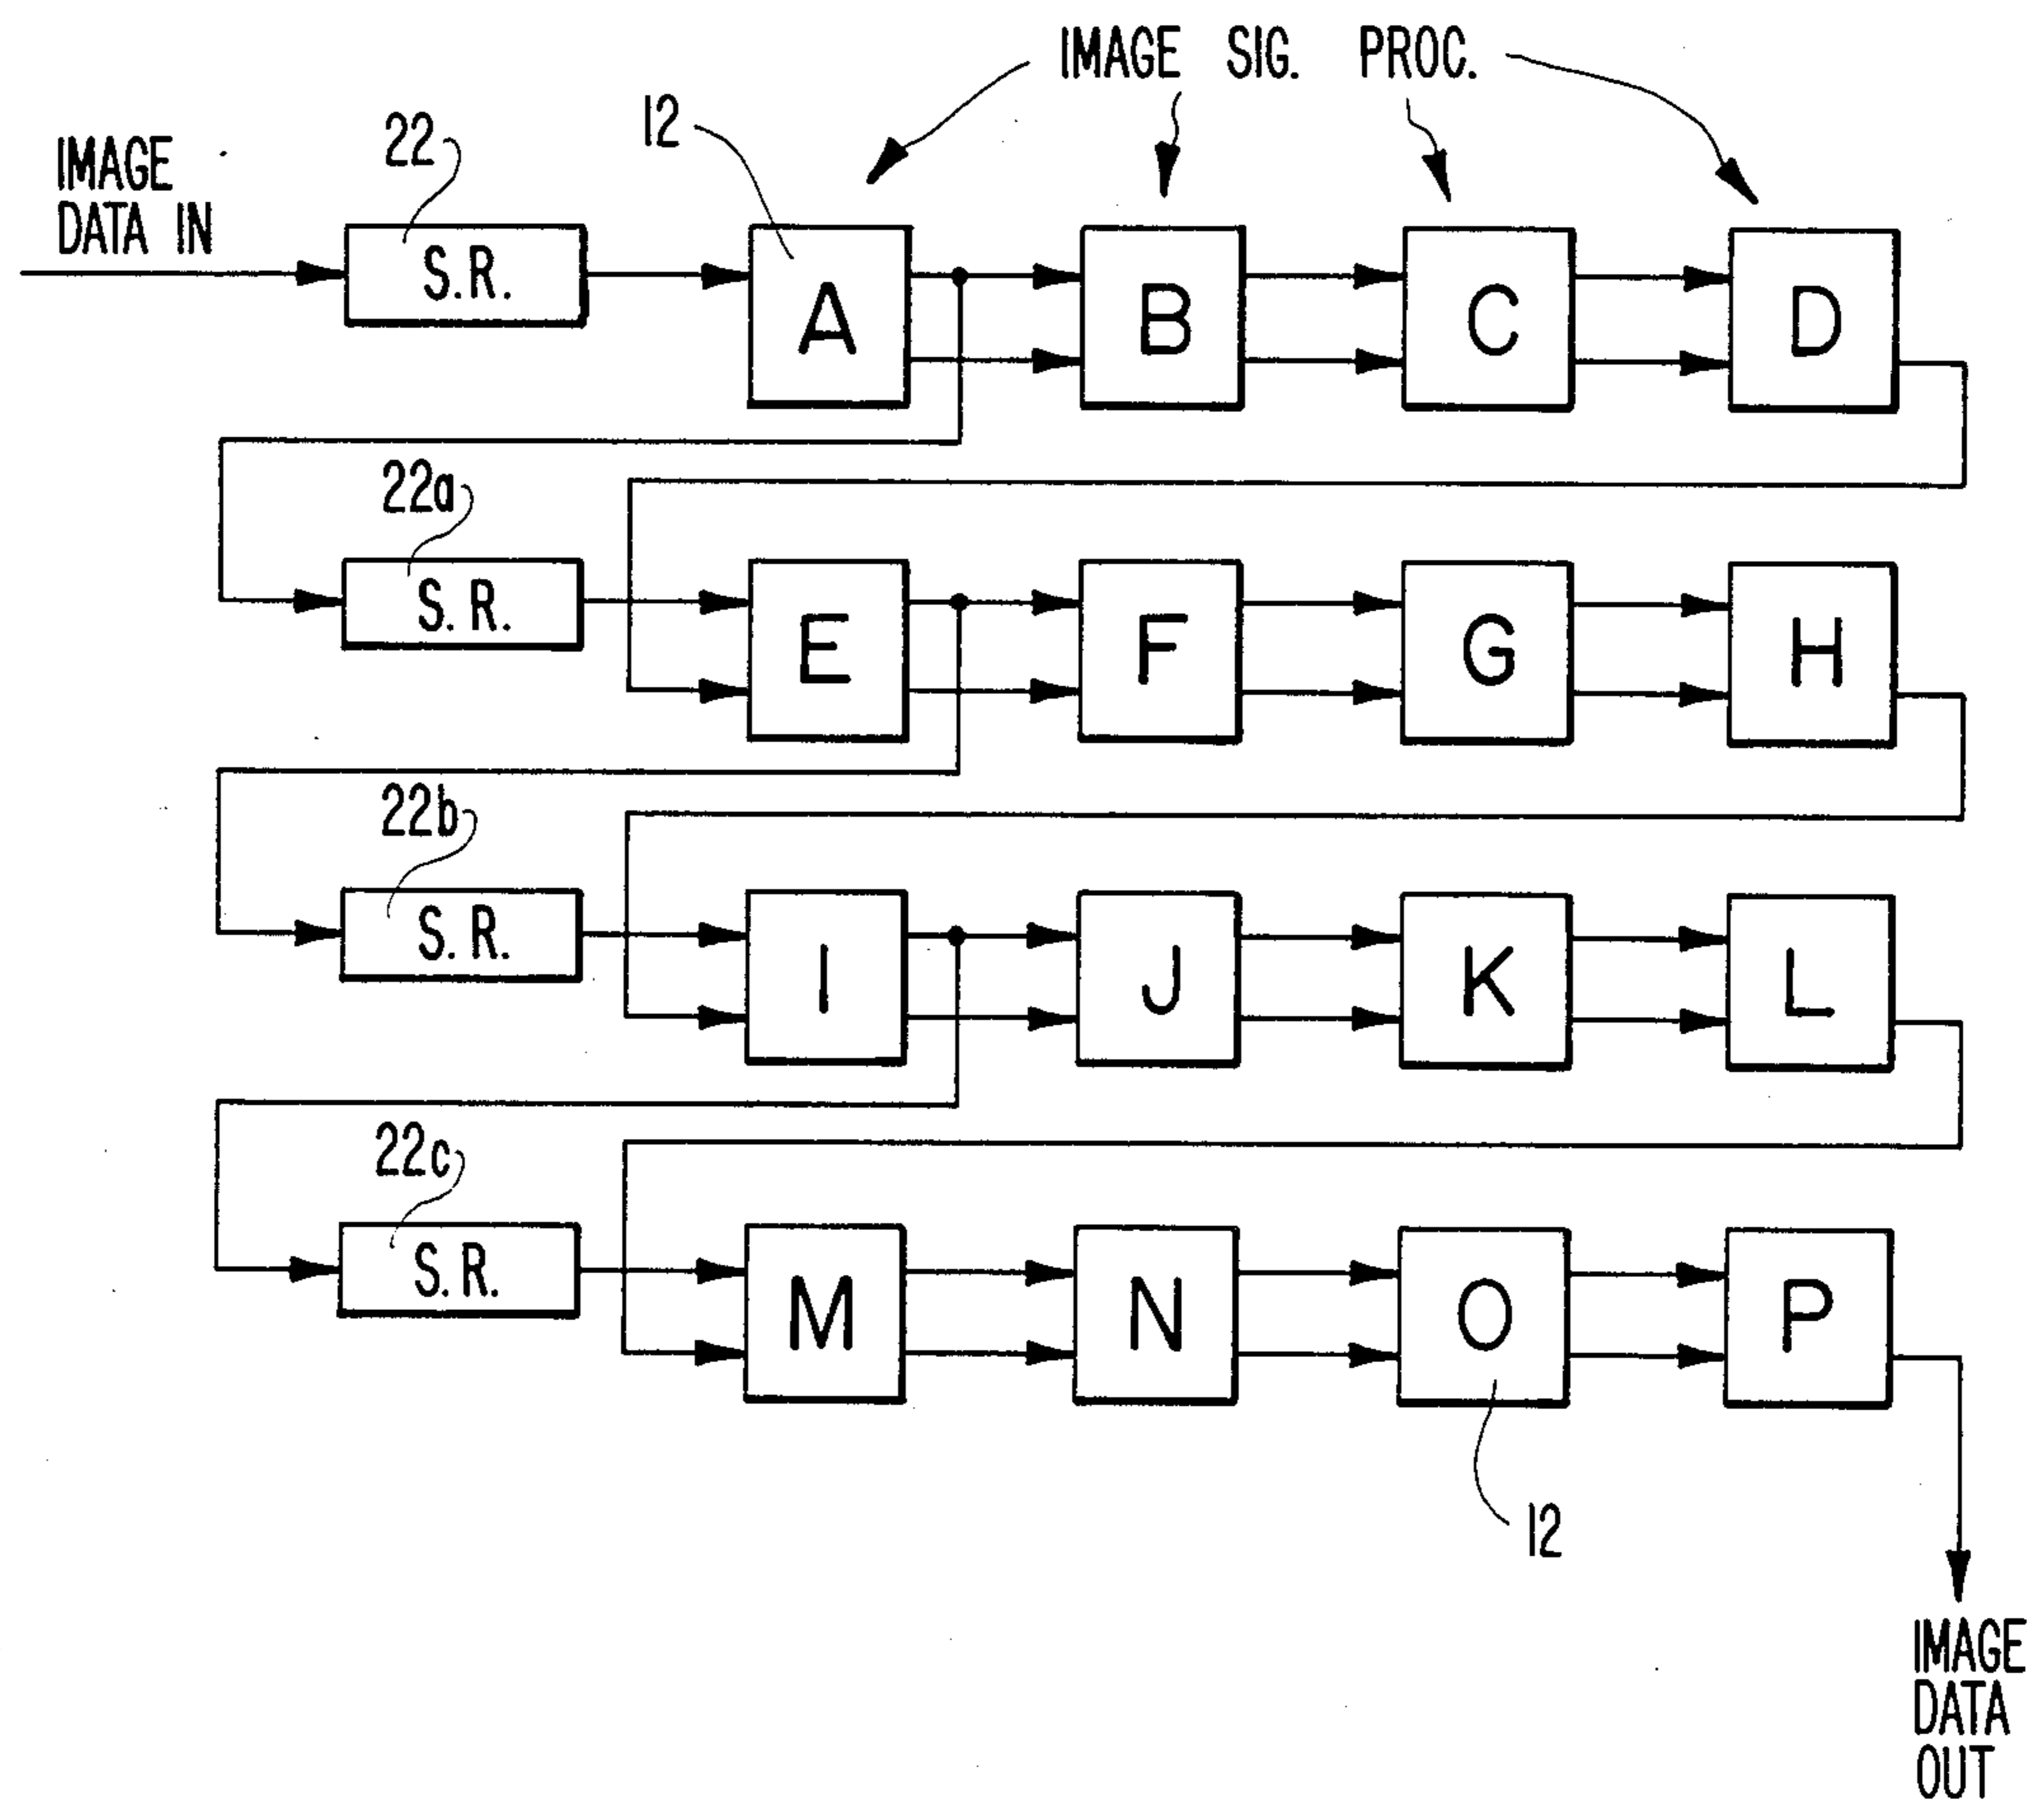 IMAGE SIG. PROC.
12
22
IMAGE
DATA IN
S.R.
A
B
C
D
22a
S.R.
E
F
G
H
22b
S.R.
I
J
K
L
22c
S.R.
M
N
O
P
12
IMAGE
DATA
OUT